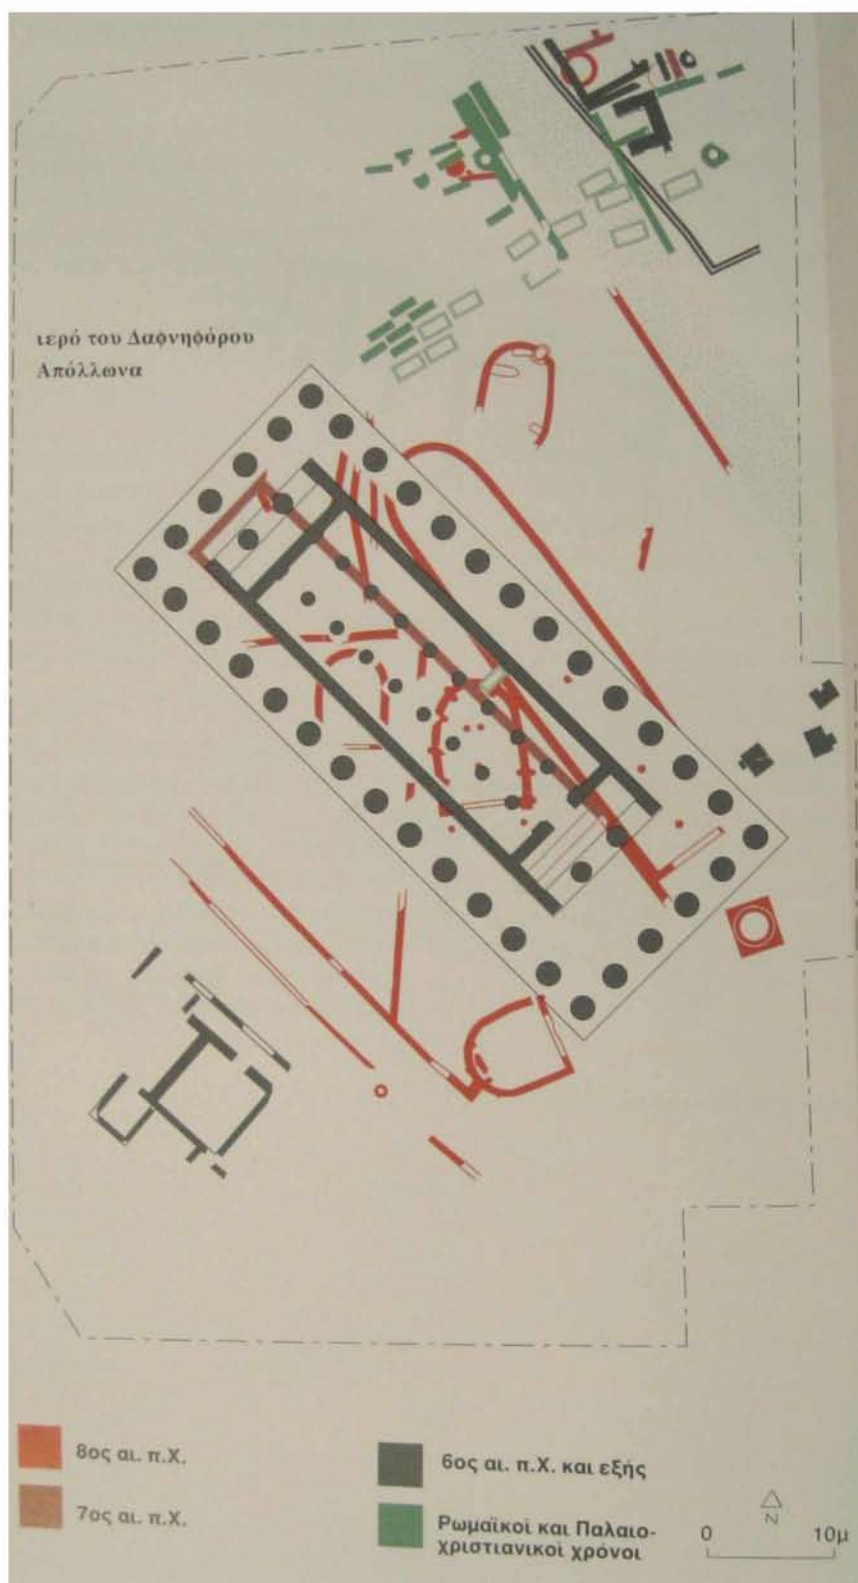 ιερό του Δαφνηφόρου
Απόλλωνα
8ος αι. π.Χ.
7ος αι. π.Χ.
6ος αι. π.Χ. και εξής
Ρωμαϊκοί και Παλαιο-
χριστιανικοί χρόνοι
N
0 10μ